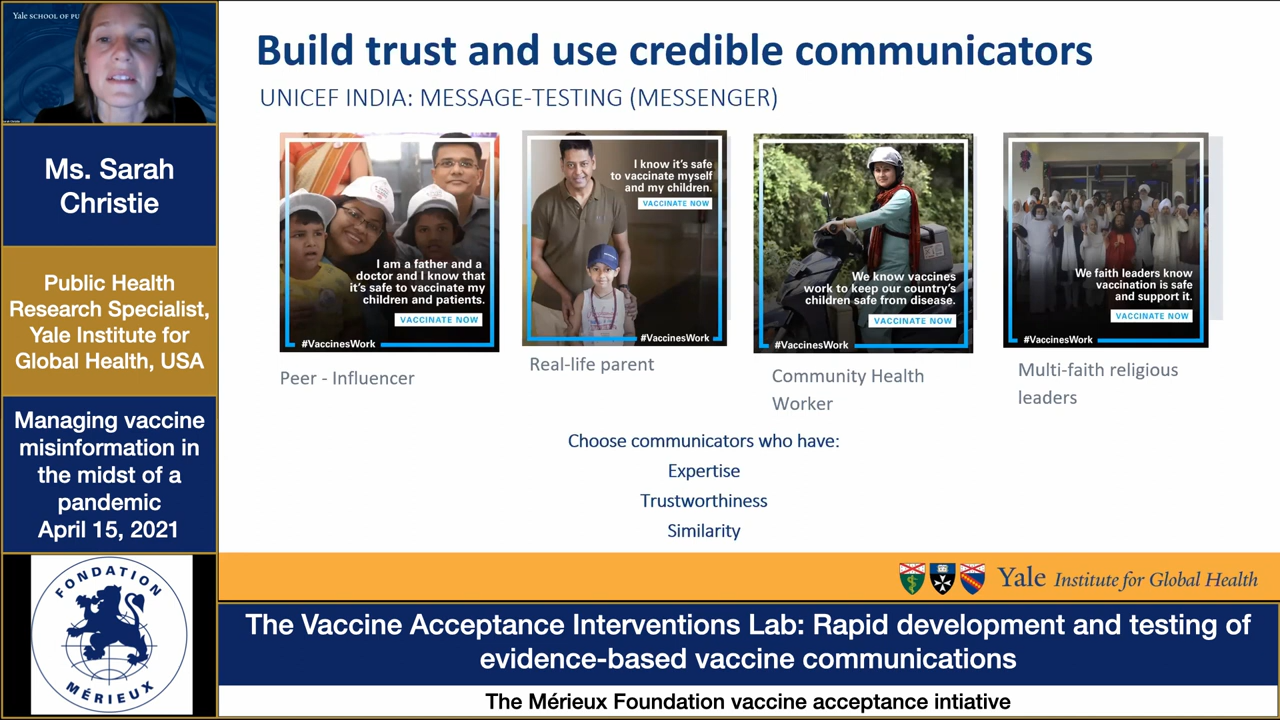 Yale SCHOOL OF PU
Ms. Sarah
Christie
Public Health
Research Specialist,
Yale Institute for
Global Health, USA
Managing vaccine
misinformation in
the midst of a
pandemic
April 15, 2021
FONDATION
MÉRIEUX
Build trust and use credible communicators
UNICEF INDIA: MESSAGE-TESTING (MESSENGER)
I am a father and a
doctor and I know that
it's safe to vaccinate my
children and patients.
VACCINATE NOW
#VaccinesWork
Peer - Influencer
I know it's safe
to vaccinate myself
and my children.
VACCINATE NOW
#VaccinesWork
Real-life parent
We know vaccines
work to keep our country's
children safe from disease.
VACCINATE NOW
#VaccinesWork
Community Health
Worker
We faith leaders know
vaccination is safe
and support it.
VACCINATE NOW
#VaccinesWork
Multi-faith religious
leaders
Choose communicators who have:
Expertise
Trustworthiness
Similarity
Yale Institute for Global Health
The Vaccine Acceptance Interventions Lab: Rapid development and testing of
evidence-based vaccine communications
The Mérieux Foundation vaccine acceptance intiative